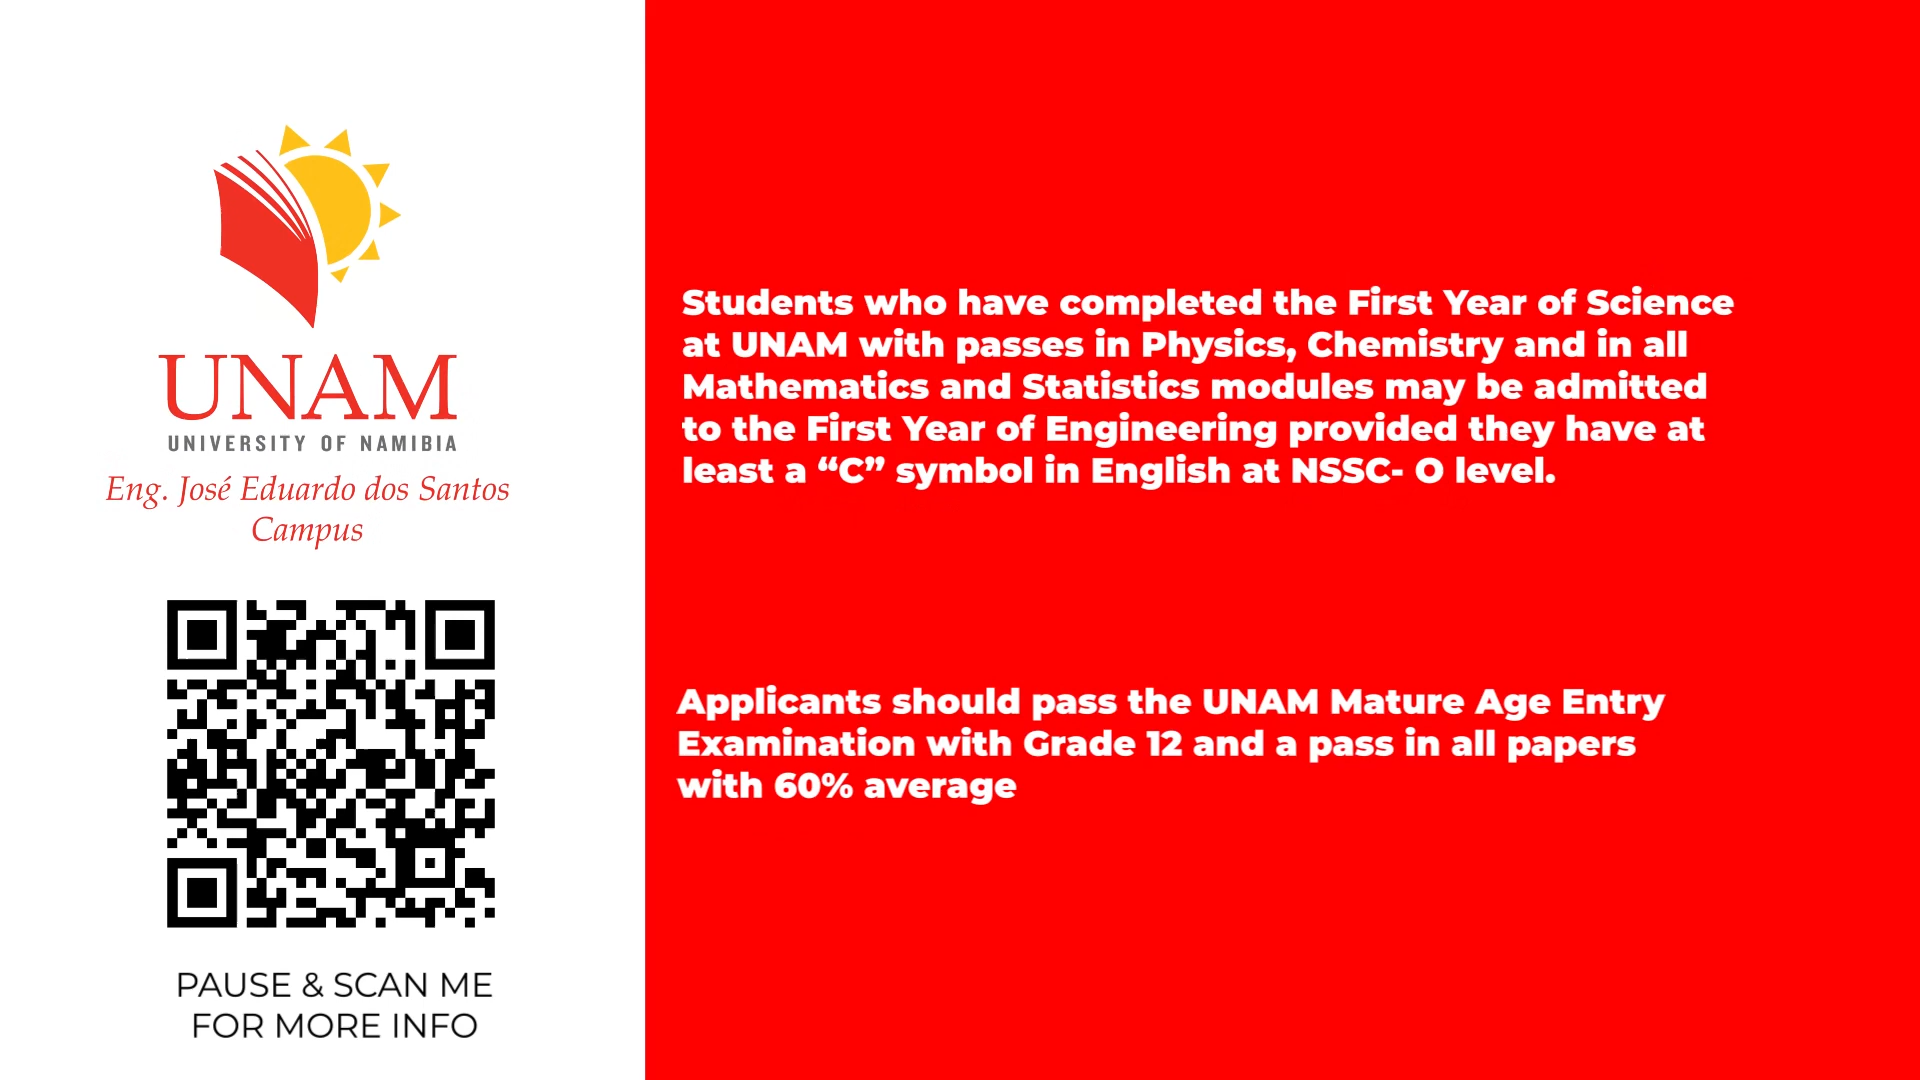 UNAM
UNIVERSITY OF NAMIBIA
Eng. José Eduardo dos Santos
Campus
PAUSE & SCAN ME
FOR MORE INFO
Students who have completed the First Year of Science
at UNAM with passes in Physics, Chemistry and in all
Mathematics and Statistics modules may be admitted
to the First Year of Engineering provided they have at
least a “C” symbol in English at NSSC- O level.
Applicants should pass the UNAM Mature Age Entry
Examination with Grade 12 and a pass in all papers
with 60% average